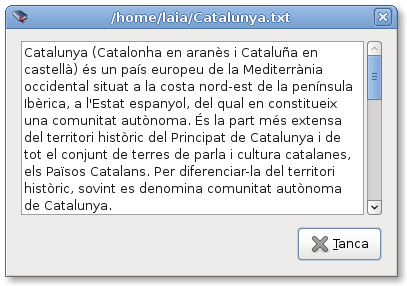 /home/laia/Catalunya.txt
Catalunya (Catalonha en aranès i Cataluña en
castellà) és un país europeu de la Mediterrània
occidental situat a la costa nord-est de la península
Ibèrica, a l'Estat espanyol, del qual en constitueix
una comunitat autònoma. És la part més extensa
del territori històric del Principat de Catalunya i de
tot el conjunt de terres de parla i cultura catalanes,
els Països Catalans. Per diferenciar-la del territori
històric, sovint es denomina comunitat autònoma
de Catalunya.
Tanca